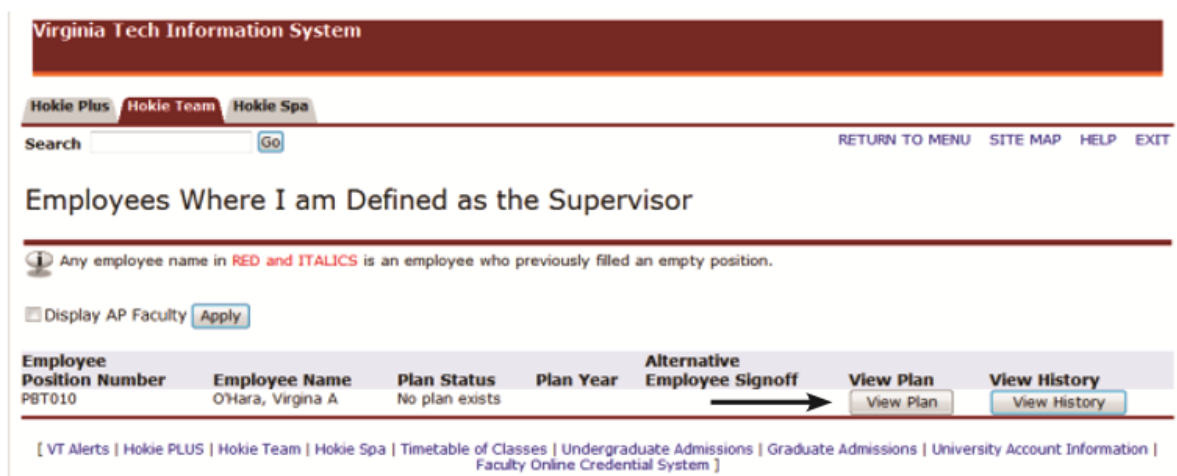 Virginia Tech Information System
Hokie Plus Hokie Team Hokie Spa
Search Go RETURN TO MENU SITE MAP HELP EXIT
Employees Where I am Defined as the Supervisor
Any employee name in RED and ITALICS is an employee who previously filled an empty position.
Display AP Faculty Apply
Employee Alternative
Position Number Employee Name Plan Status Plan Year Employee Signoff View Plan View History
PBT010 O'Hara, Virgina A No plan exists View Plan View History
[ VT Alerts | Hokie PLUS | Hokie Team | Hokie Spa | Timetable of Classes | Undergraduate Admissions | Graduate Admissions | University Account Information |
Faculty Online Credential System ]